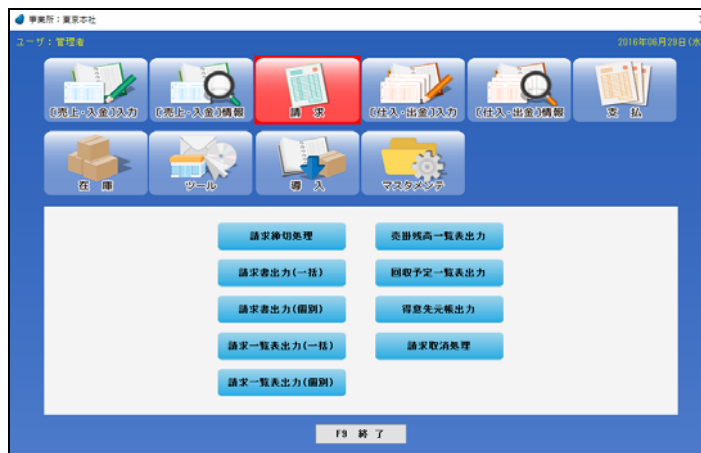 事業所：東京本社
ユーザ：管理者
2016年06月29日(水
[売上・入金]入力
[売上・入金]情報
請 求
[仕入・出金]入力
[仕入・出金]情報
支 払
在 庫
ツール
導 入
マスタメンテ
請求締切処理
売掛残高一覧表出力
請求書出力(一括)
回収予定一覧表出力
請求書出力(個別)
得意先元帳出力
請求一覧表出力(一括)
請求取消処理
請求一覧表出力(個別)
F9 終 了